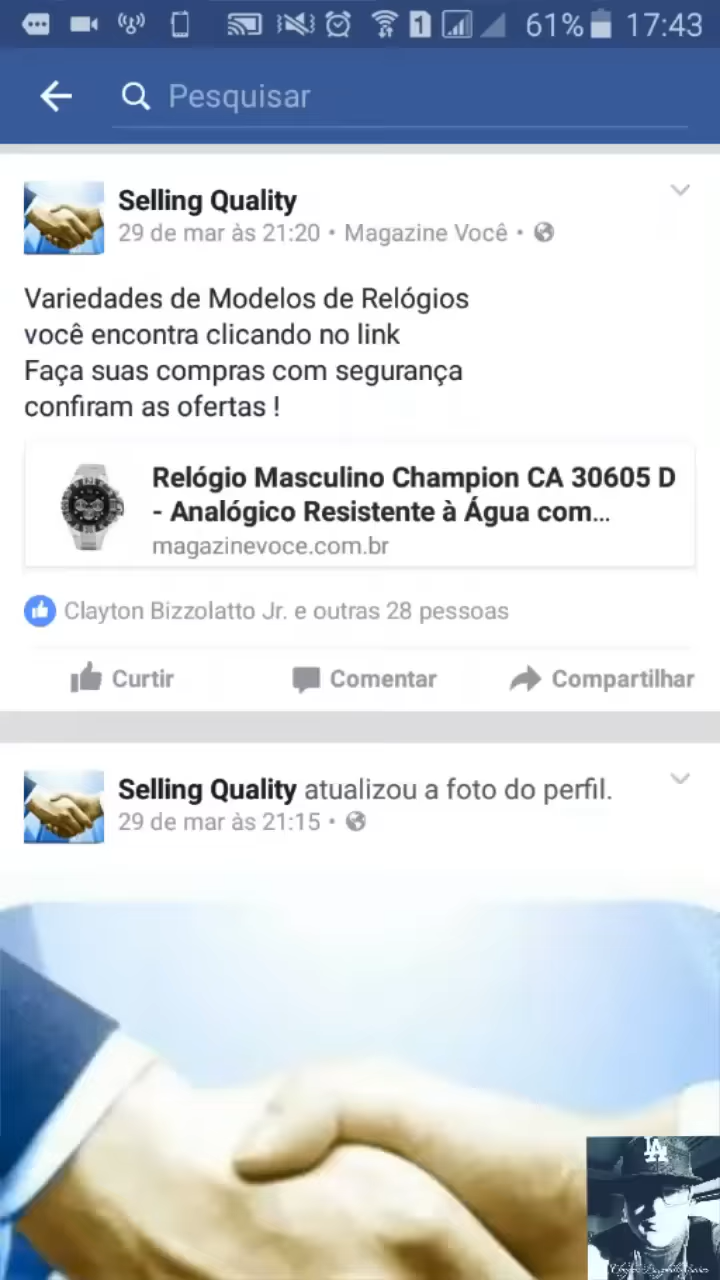 61% 17:43
Pesquisar
Selling Quality
29 de mar às 21:20 • Magazine Você •
Variedades de Modelos de Relógios
você encontra clicando no link
Faça suas compras com segurança
confiram as ofertas !
Relógio Masculino Champion CA 30605 D
- Analógico Resistente à Água com...
magazinevoce.com.br
Clayton Bizzolatto Jr. e outras 28 pessoas
Curtir Comentar Compartilhar
Selling Quality atualizou a foto do perfil.
29 de mar às 21:15 •
LA